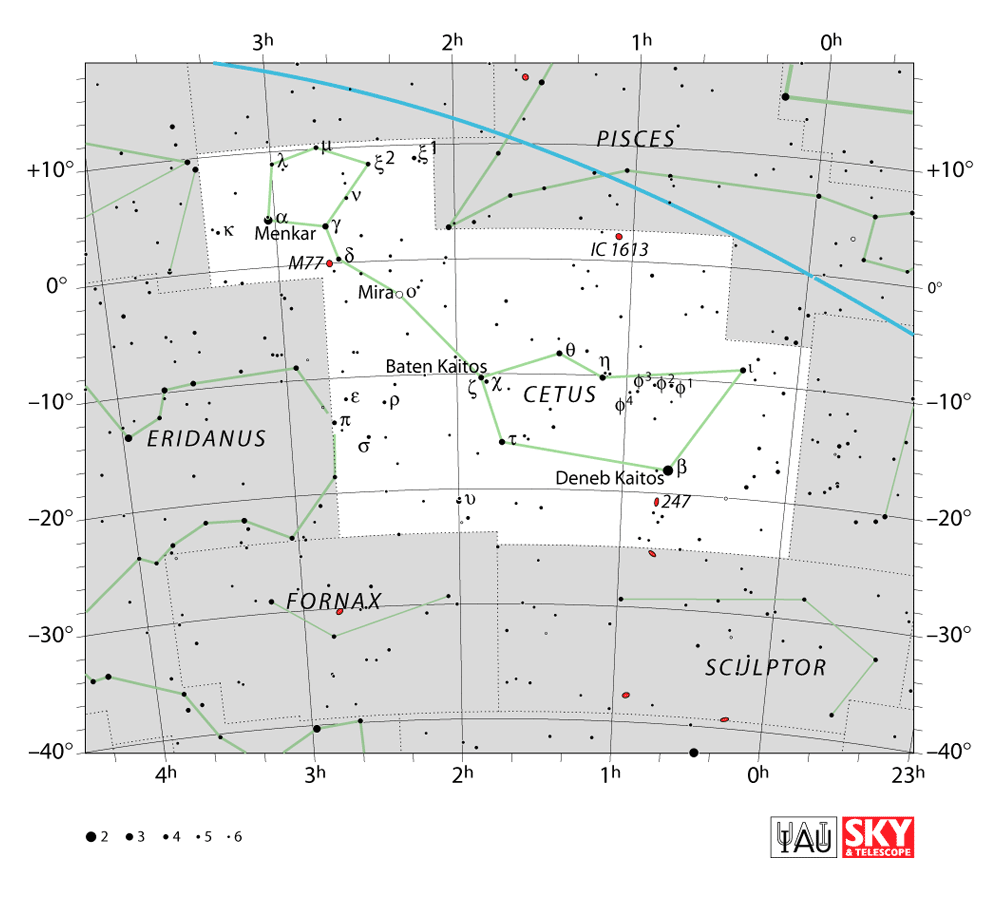 3h 2h 1h 0h
PISCES
+10° +10°
λ μ ξ² ξ¹
ν
α γ
κ Menkar
IC 1613
M77 δ
0° 0°
Mira ο
Baten Kaitos θ η ι
ζ χ φ³ φ² φ¹
CETUS φ⁴
−10° −10°
ε ρ
π
ERIDANUS σ τ
Deneb Kaitos β
υ 247
−20° −20°
FORNAX
−30° −30°
SCULPTOR
−40° −40°
4h 3h 2h 1h 0h 23h
2 3 4 5 6
IAU
SKY
& TELESCOPE